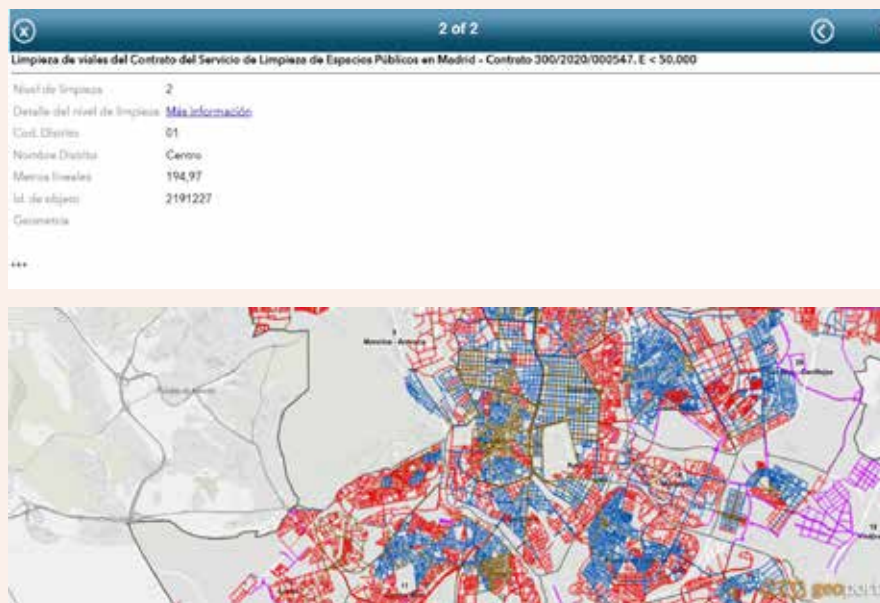 2 of 2
Limpieza de viales del Contrato del Servicio de Limpieza de Espacios Públicos en Madrid - Contrato 300/2020/000547. E < 50.000
Nivel de limpieza 2
Detalle del nivel de limpieza Más información
Cod. Distrito 01
Nombre Distrito Centro
Metros lineales 194,97
Id. de objeto 2191227
Geometría
***
9
Moncloa - Aravaca
11
geoportal